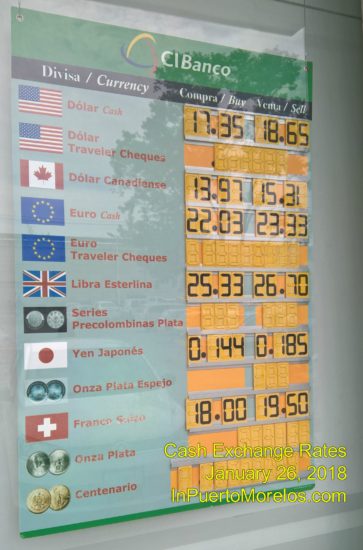 CIBanco
Divisa / Currency Compra / Buy Venta / Sell
Dólar Cash 17.35 18.65
Dólar
Traveler Cheques
Dólar Canadiense 13.97 15.31
Euro Cash 22.03 23.33
Euro
Traveler Cheques
Libra Esterlina 25.33 26.70
Series
Precolombinas Plata
Yen Japonés 0.144 0.185
Onza Plata Espejo
Franco Suizo 18.00 19.50
Onza Plata
Centenario
Cash Exchange Rates
January 26, 2018
InPuertoMorelos.com